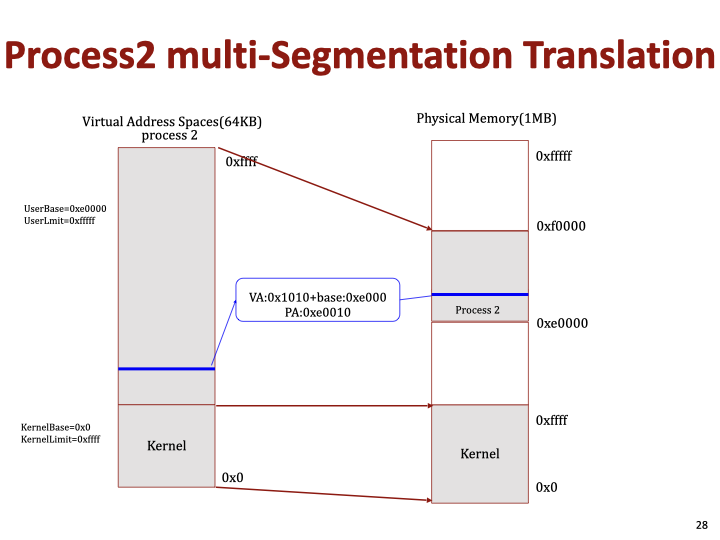 Process2 multi-Segmentation Translation
Virtual Address Spaces(64KB)
process 2
Physical Memory(1MB)
0xffff
0xfffff
UserBase=0xe0000
UserLmit=0xfffff
0xf0000
VA:0x1010+base:0xe000
PA:0xe0010
Process 2
0xe0000
KernelBase=0x0
KernelLimit=0xffff
Kernel
0xffff
Kernel
0x0
0x0
28